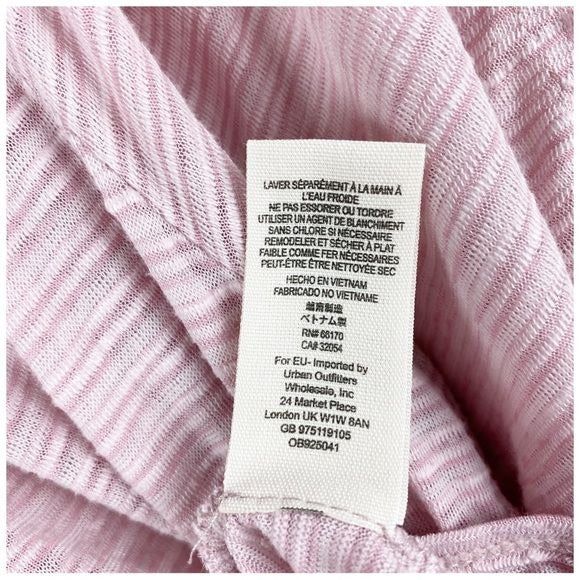 LAVER SÉPARÉMENT À LA MAIN À
L'EAU FROIDE
NE PAS ESSORER OU TORDRE
UTILISER UN AGENT DE BLANCHIMENT
SANS CHLORE SI NÉCESSAIRE
REMODELER ET SÉCHER À PLAT
FAIBLE COMME FER NÉCESSAIRES
PEUT-ÊTRE ÊTRE NETTOYÉE SEC
HECHO EN VIETNAM
FABRICADO NO VIETNAME
越南制造
ベトナム製
RN# 66170
CA# 32054
For EU- Imported by
Urban Outfitters
Wholesale, Inc
24 Market Place
London UK W1W 8AN
GB 975119105
OB925041